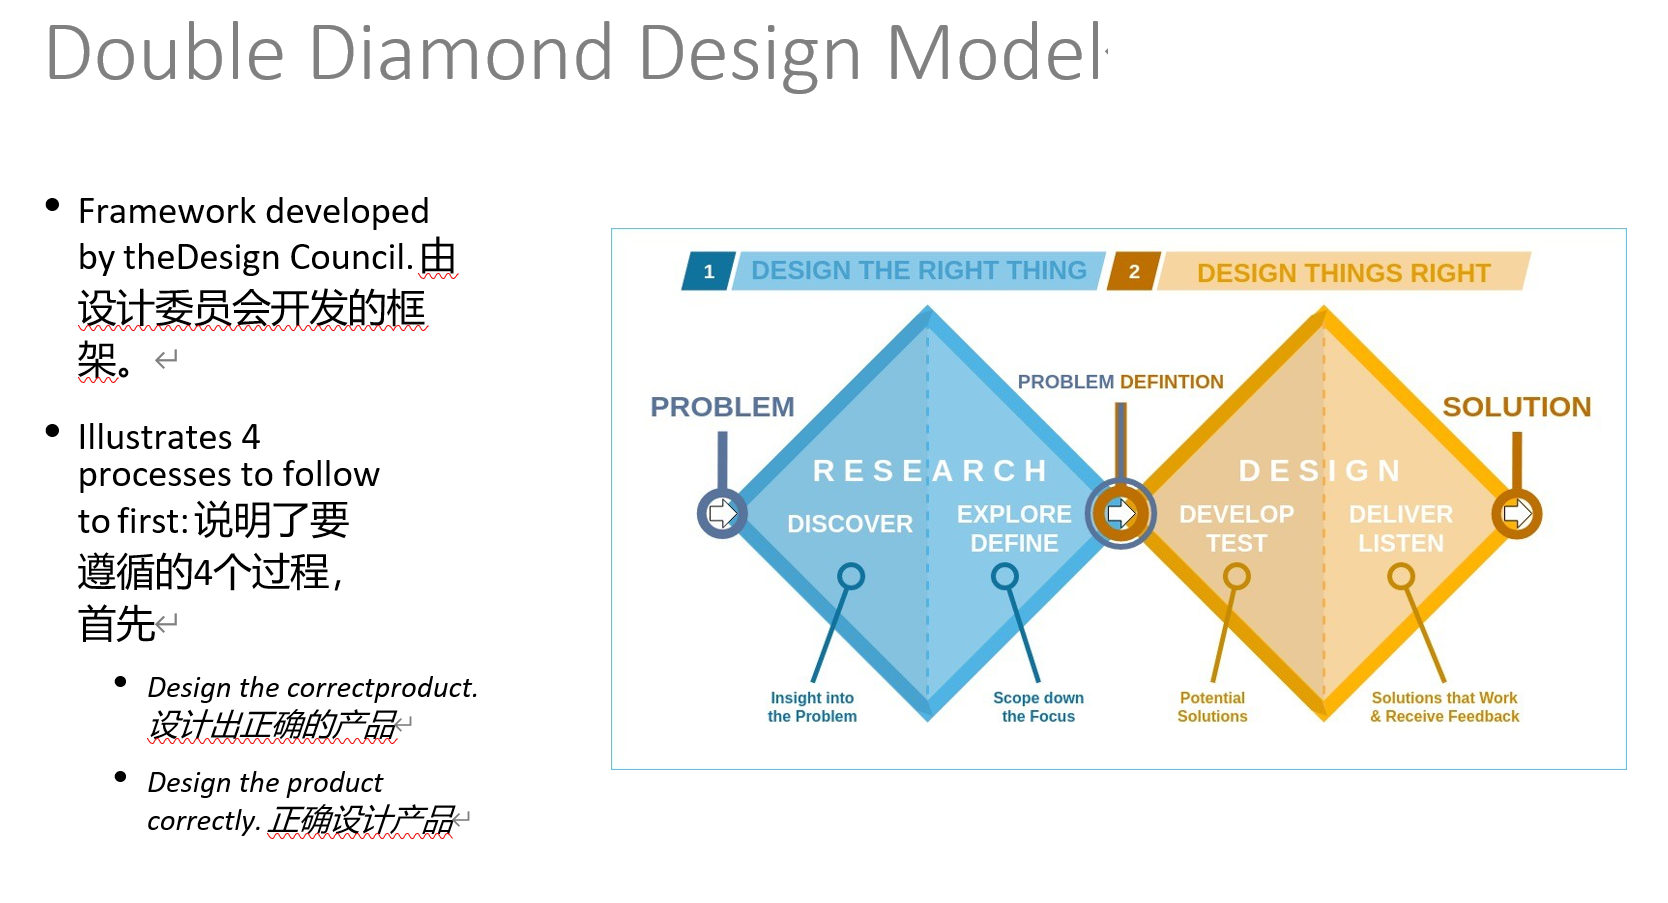 Double Diamond Design Model
• Framework developed
by theDesign Council. 由
设计委员会开发的框
架。
• Illustrates 4
processes to follow
to first: 说明了要
遵循的4个过程,
首先
• Design the correctproduct.
设计出正确的产品
• Design the product
correctly. 正确设计产品
1 DESIGN THE RIGHT THING
2 DESIGN THINGS RIGHT
PROBLEM
PROBLEM DEFINTION
SOLUTION
RESEARCH
DISCOVER
EXPLORE
DEFINE
DESIGN
DEVELOP
TEST
DELIVER
LISTEN
Insight into
the Problem
Scope down
the Focus
Potential
Solutions
Solutions that Work
& Receive Feedback